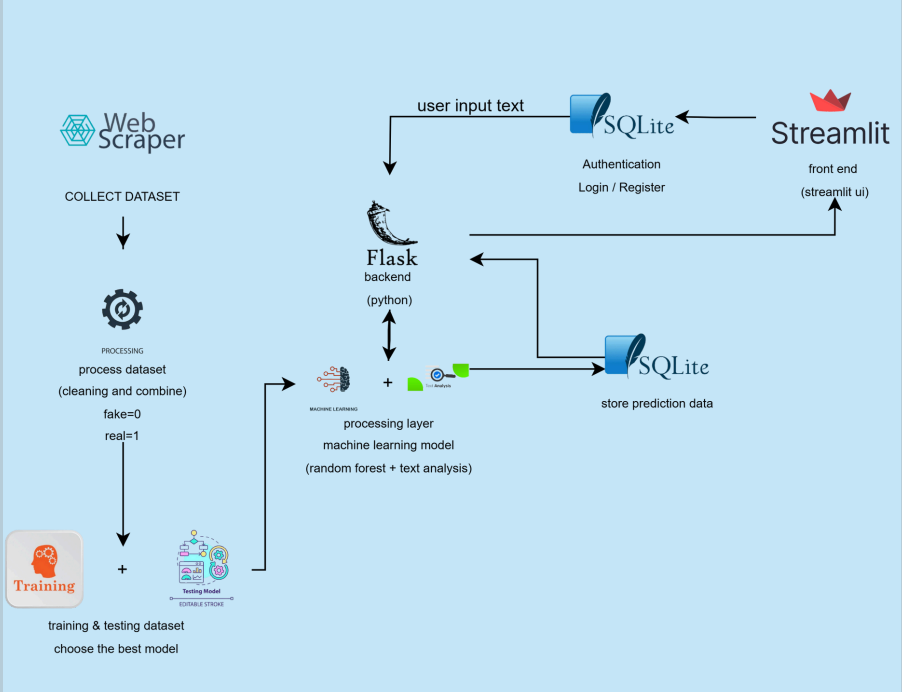 Web
Scraper
COLLECT DATASET
PROCESSING
process dataset
(cleaning and combine)
fake=0
real=1
Training
+
Testing Model
EDITABLE STROKE
training & testing dataset
choose the best model
user input text
SQLite
Authentication
Login / Register
Streamlit
front end
(streamlit ui)
Flask
backend
(python)
MACHINE LEARNING
+
Text Analysis
processing layer
machine learning model
(random forest + text analysis)
SQLite
store prediction data